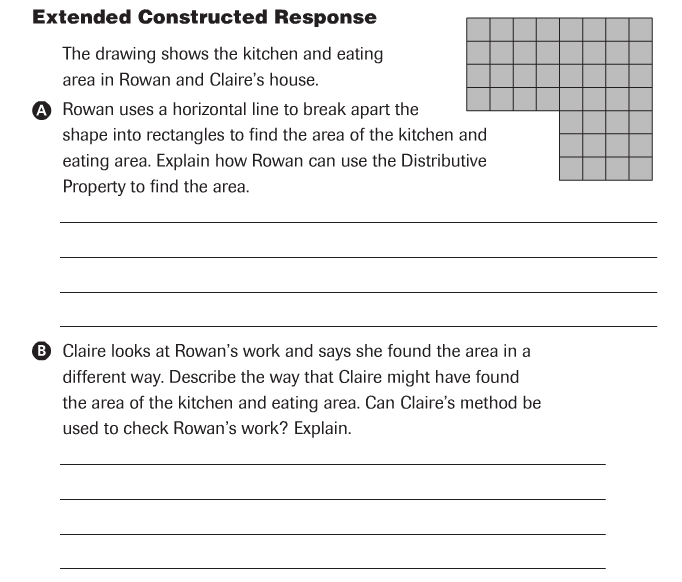 Extended Constructed Response
The drawing shows the kitchen and eating
area in Rowan and Claire's house.
A Rowan uses a horizontal line to break apart the
shape into rectangles to find the area of the kitchen and
eating area. Explain how Rowan can use the Distributive
Property to find the area.
B Claire looks at Rowan's work and says she found the area in a
different way. Describe the way that Claire might have found
the area of the kitchen and eating area. Can Claire's method be
used to check Rowan's work? Explain.